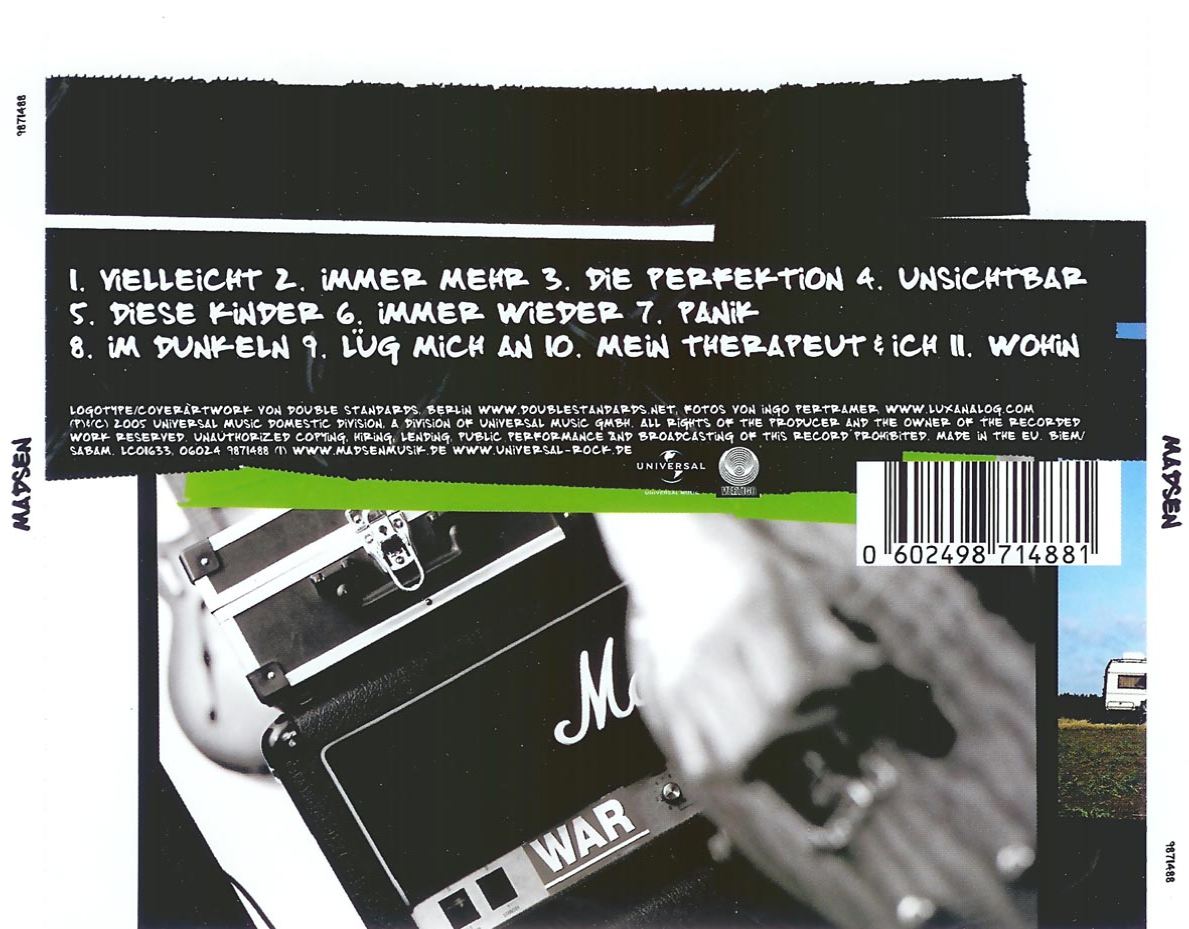 9871488
1. VIELLEICHT 2. IMMER MEHR 3. DIE PERFEKTION 4. UNSICHTBAR
5. DIESE KINDER 6. IMMER WIEDER 7. PANIK
8. IM DUNKELN 9. LÜG MICH AN 10. MEIN THERAPEUT & ICH 11. WOHIN
LOGOTYPE/COVERARTWORK VON DOUBLE STANDARDS, BERLIN WWW.DOUBLESTANDARDS.NET, FOTOS VON INGO PERTRAMER, WWW.LUXANALOG.COM
(P)&(C) 2005 UNIVERSAL MUSIC DOMESTIC DIVISION, A DIVISION OF UNIVERSAL MUSIC GMBH. ALL RIGHTS OF THE PRODUCER AND THE OWNER OF THE RECORDED
WORK RESERVED. UNAUTHORIZED COPYING, HIRING, LENDING, PUBLIC PERFORMANCE AND BROADCASTING OF THIS RECORD PROHIBITED. MADE IN THE EU. BIEM/
SABAM. LC01633, 06024 9871488 (1) WWW.MADSENMUSIK.DE WWW.UNIVERSAL-ROCK.DE
UNIVERSAL
UNIVERSAL MUSIC
VERTIGO
MADSEN
MADSEN
0 602498 714881
Ma
WAR
STANDBY
9871488